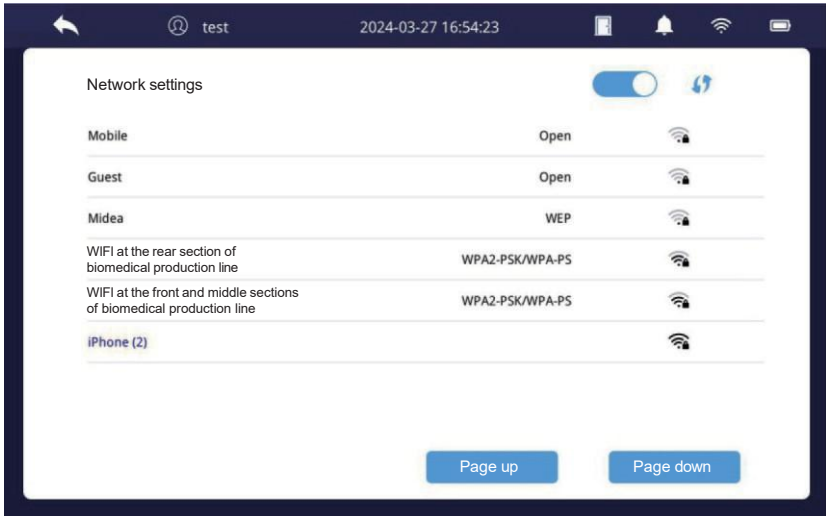 test 2024-03-27 16:54:23
Network settings
Mobile Open
Guest Open
Midea WEP
WIFI at the rear section of
biomedical production line WPA2-PSK/WPA-PS
WIFI at the front and middle sections
of biomedical production line WPA2-PSK/WPA-PS
iPhone (2)
Page up Page down